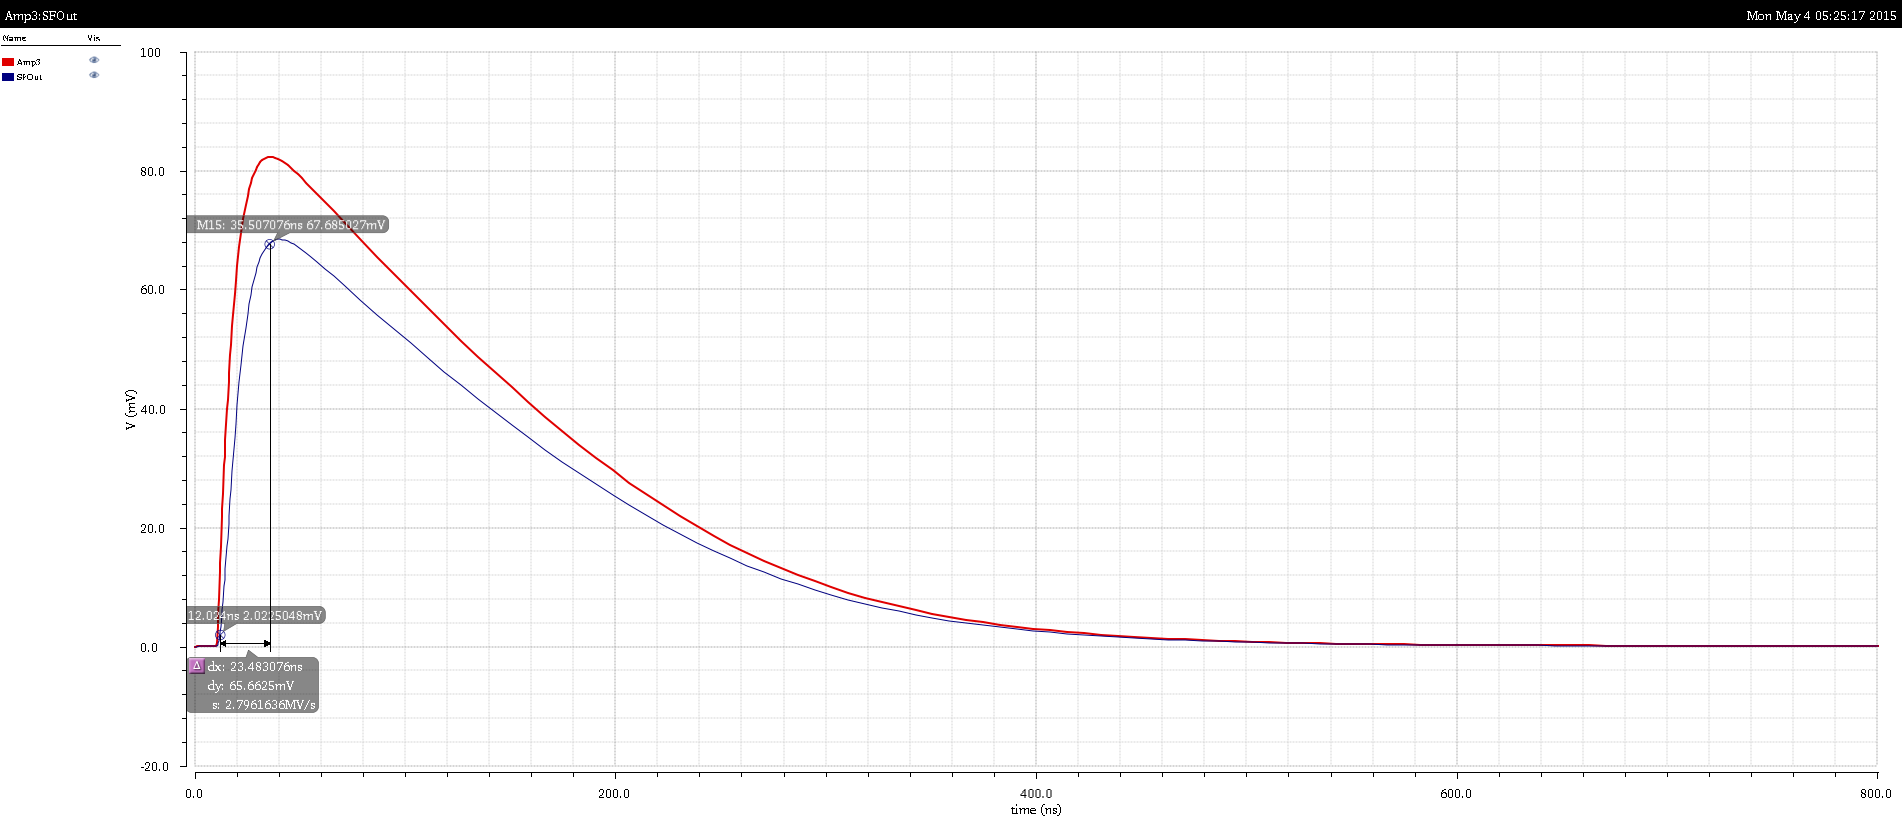 Amp3:SFOut
Mon May 4 05:25:17 2015
Name Vis
Amp3
SFOut
100
80.0
60.0
40.0
20.0
0.0
-20.0
V (mV)
M15: 35.507076ns 67.685027mV
12.024ns 2.0225048mV
Δ dx: 23.483076ns
dy: 65.6625mV
s: 2.7961636MV/s
0.0 200.0 400.0 600.0 800.0
time (ns)